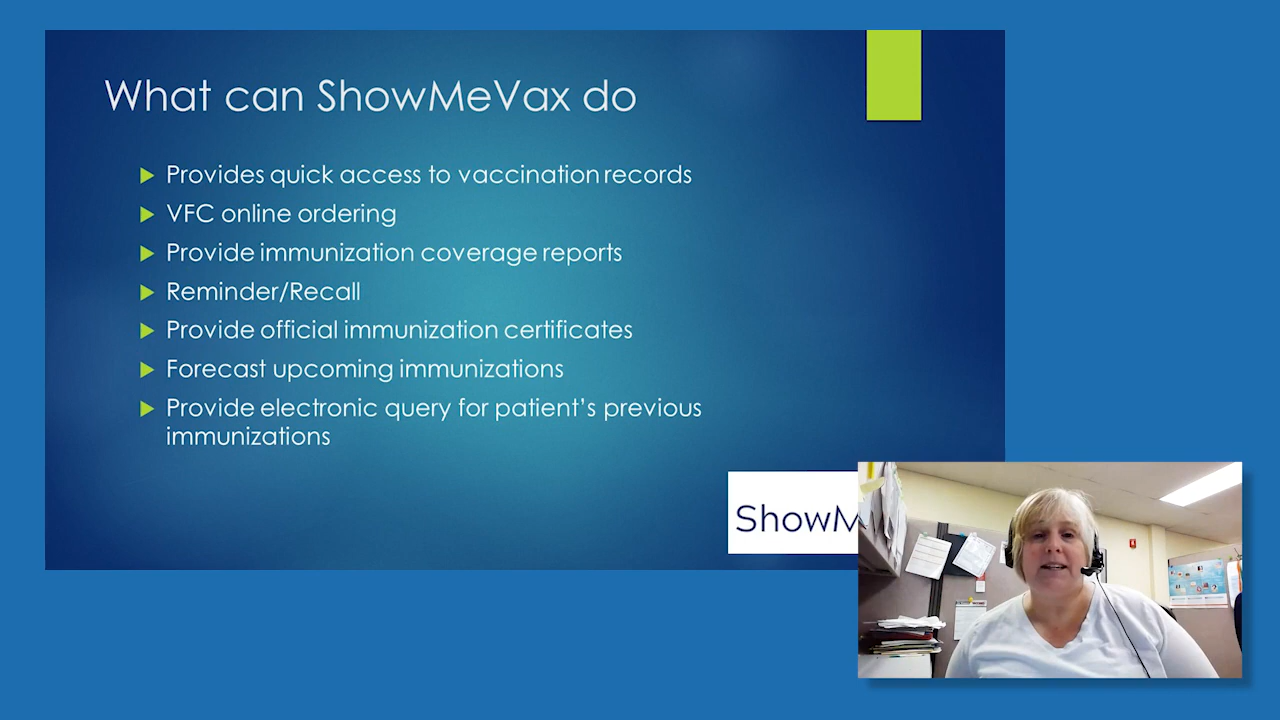 What can ShowMeVax do
Provides quick access to vaccination records
VFC online ordering
Provide immunization coverage reports
Reminder/Recall
Provide official immunization certificates
Forecast upcoming immunizations
Provide electronic query for patient's previous
immunizations
ShowM